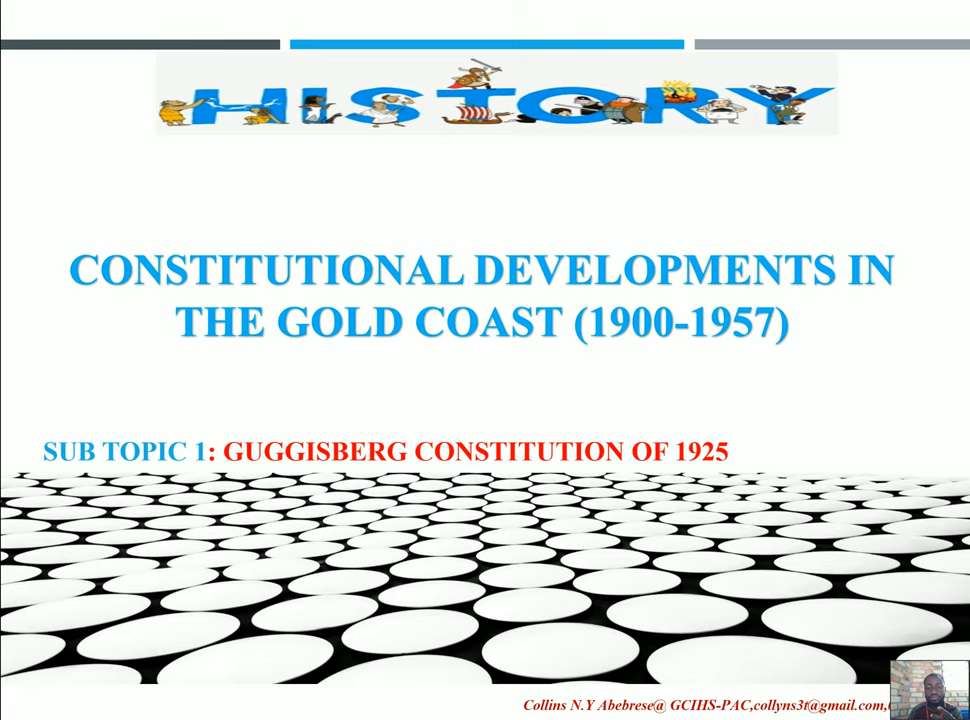 HISTORY
CONSTITUTIONAL DEVELOPMENTS IN
THE GOLD COAST (1900-1957)
SUB TOPIC 1: GUGGISBERG CONSTITUTION OF 1925
Collins N.Y Abebrese@ GCIHS-PAC,collyns3t@gmail.com,